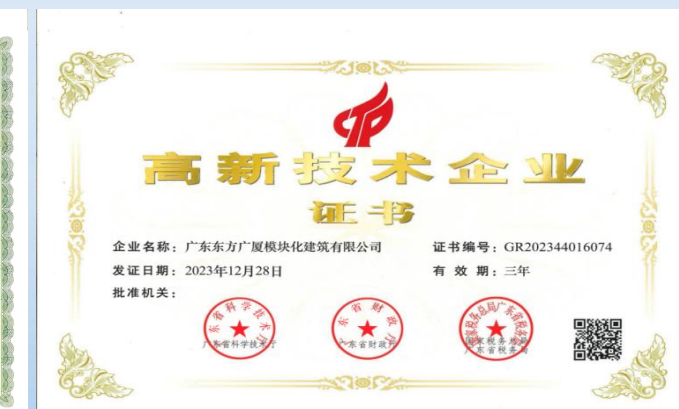 高新技术企业
证书
企业名称：广东东方广厦模块化建筑有限公司
证书编号：GR202344016074
发证日期：2023年12月28日
有 效 期：三年
批准机关：
广东省科学技术厅
广东省财政厅
国家税务总局
广东省税务局